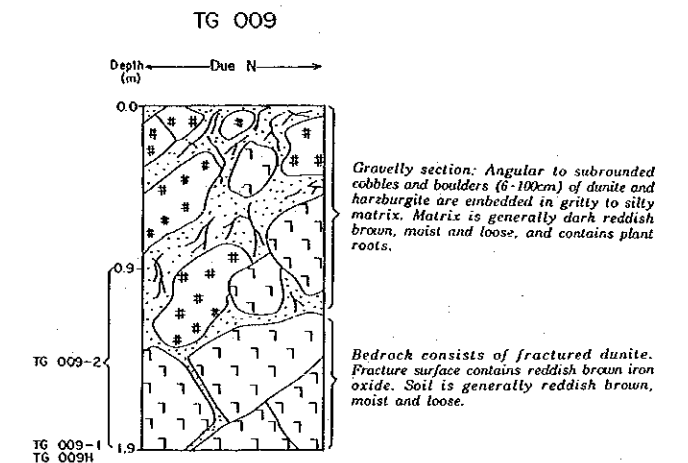 TG 009
Depth
(m)
Due N
0.0
Gravelly section: Angular to subrounded
cobbles and boulders (6-100cm) of dunite and
harzburgite are embedded in gritty to silty
matrix. Matrix is generally dark reddish
brown, moist and loose, and contains plant
roots.
0.9
TG 009-2
Bedrock consists of fractured dunite.
Fracture surface contains reddish brown iron
oxide. Soil is generally reddish brown,
moist and loose.
TG 009-1
1.9
TG 009H